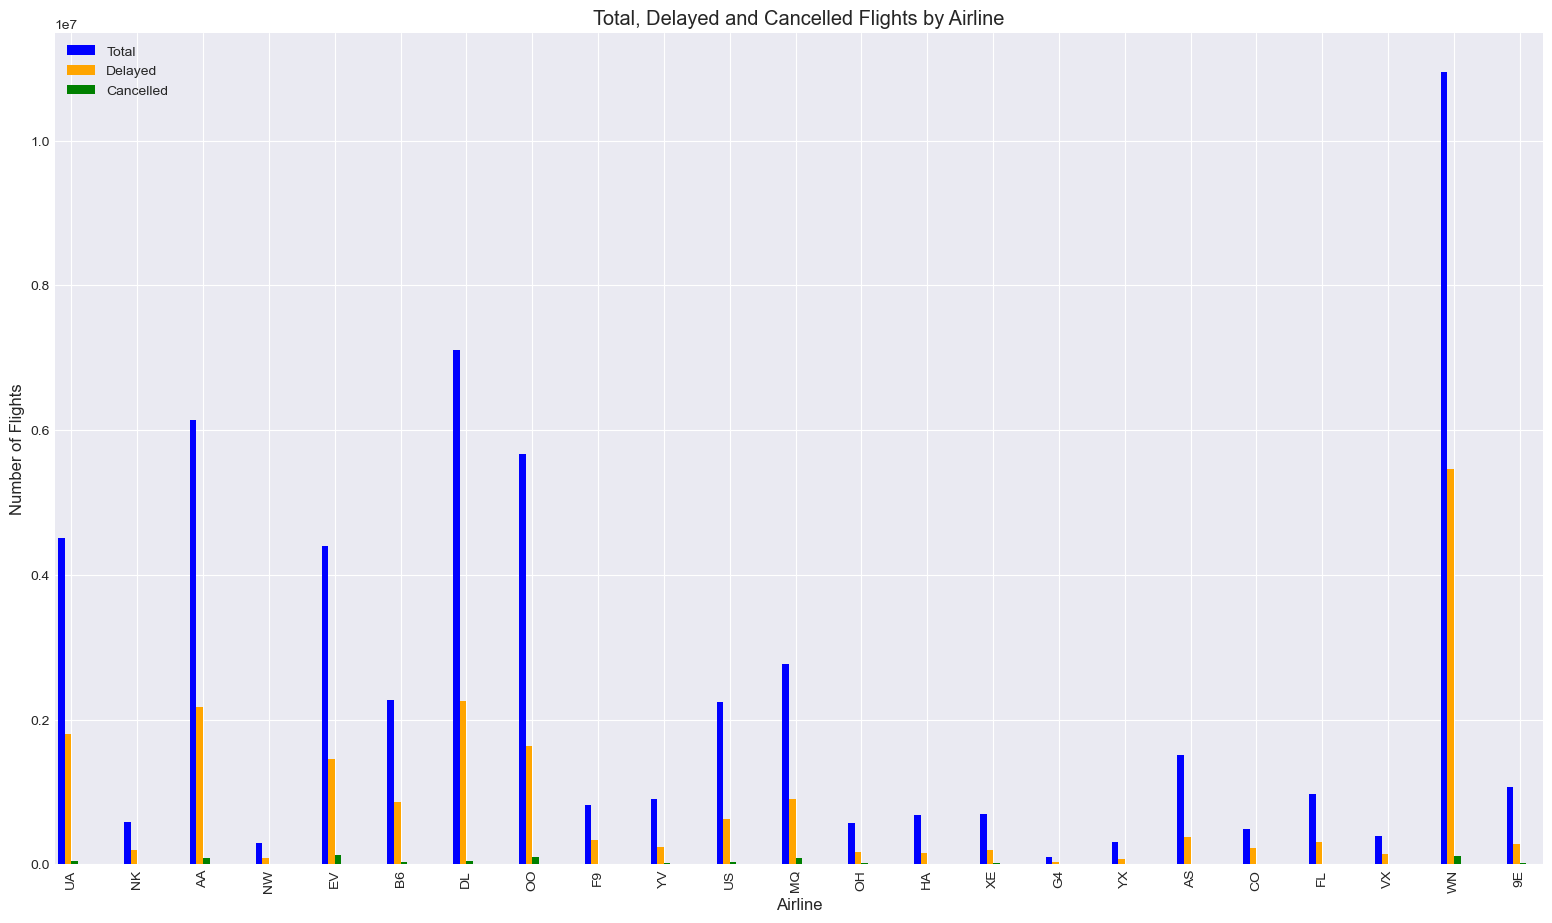 Total, Delayed and Cancelled Flights by Airline
1e7
Total
Delayed
Cancelled
1.0
0.8
0.6
0.4
0.2
0.0
Number of Flights
UA NK AA NW EV B6 DL OO F9 YV US MQ OH HA XE G4 YX AS CO FL VX WN 9E
Airline